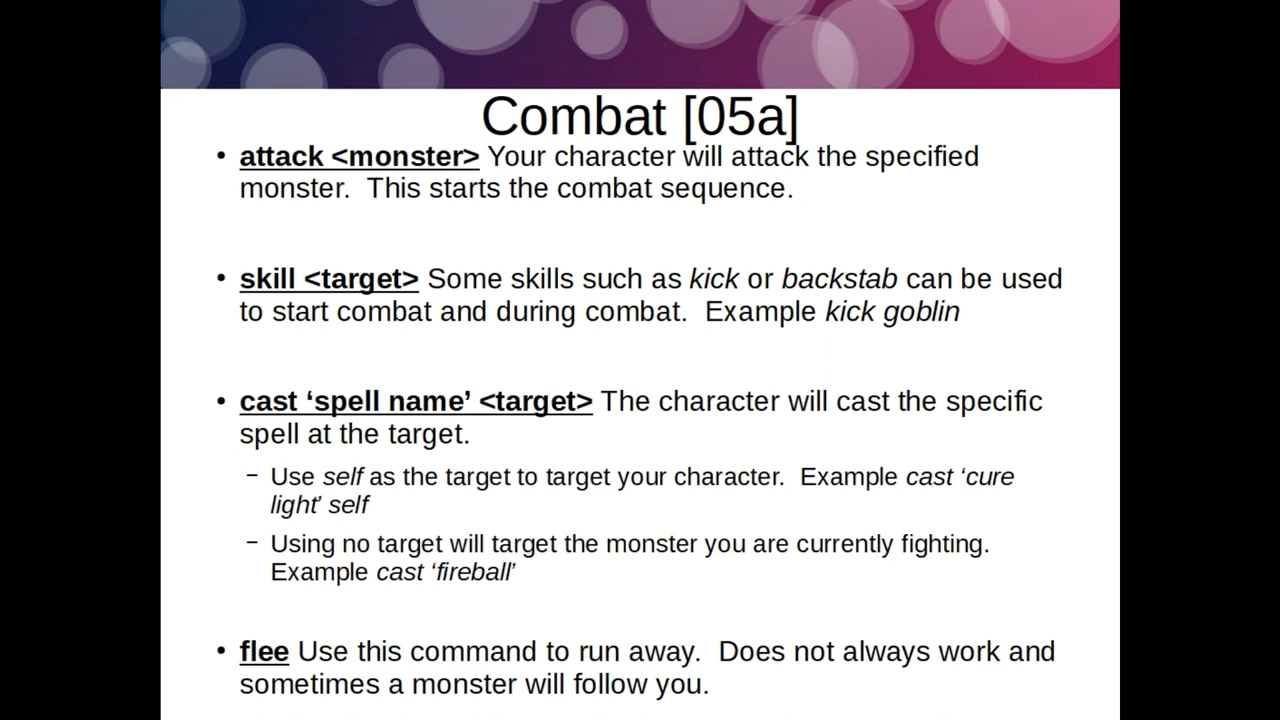 Combat [05a]
• attack <monster> Your character will attack the specified
monster.  This starts the combat sequence.
• skill <target> Some skills such as kick or backstab can be used
to start combat and during combat.  Example kick goblin
• cast ‘spell name’ <target> The character will cast the specific
spell at the target.
– Use self as the target to target your character.  Example cast ‘cure
light’ self
– Using no target will target the monster you are currently fighting.
Example cast ‘fireball’
• flee Use this command to run away.  Does not always work and
sometimes a monster will follow you.